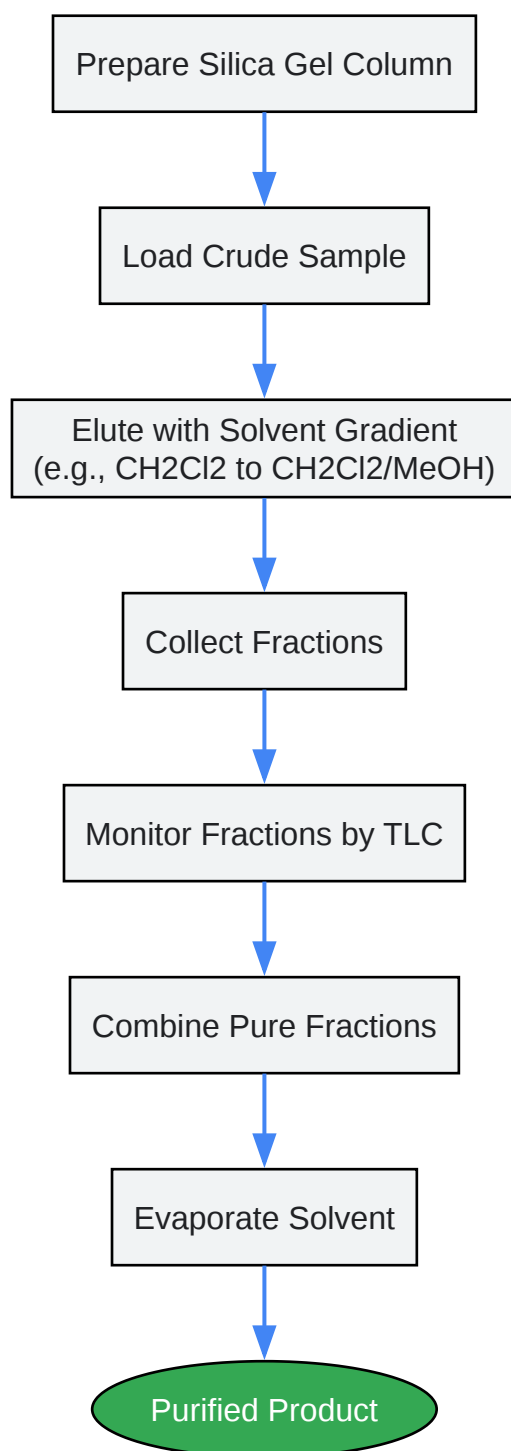 Prepare Silica Gel Column
Load Crude Sample
Elute with Solvent Gradient
(e.g., CH2Cl2 to CH2Cl2/MeOH)
Collect Fractions
Monitor Fractions by TLC
Combine Pure Fractions
Evaporate Solvent
Purified Product